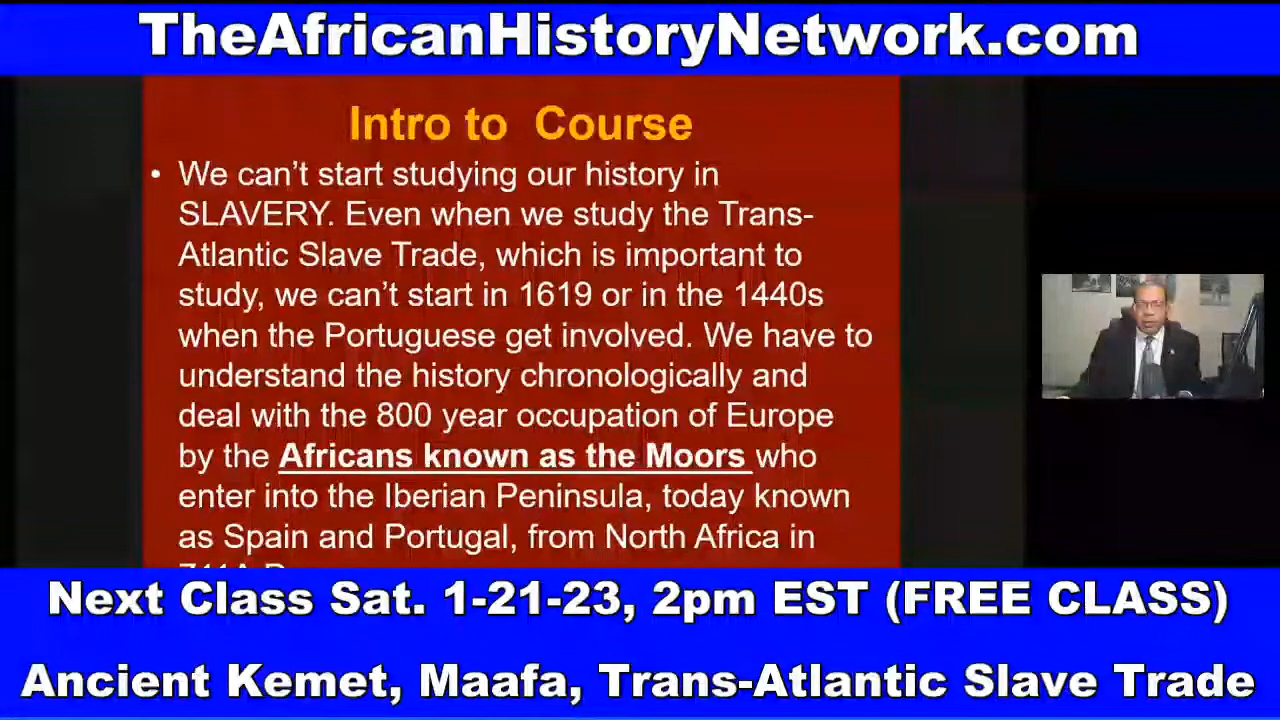 TheAfricanHistoryNetwork.com
Intro to Course
• We can't start studying our history in
SLAVERY. Even when we study the Trans-
Atlantic Slave Trade, which is important to
study, we can't start in 1619 or in the 1440s
when the Portuguese get involved. We have to
understand the history chronologically and
deal with the 800 year occupation of Europe
by the Africans known as the Moors who
enter into the Iberian Peninsula, today known
as Spain and Portugal, from North Africa in
Next Class Sat. 1-21-23, 2pm EST (FREE CLASS)
Ancient Kemet, Maafa, Trans-Atlantic Slave Trade